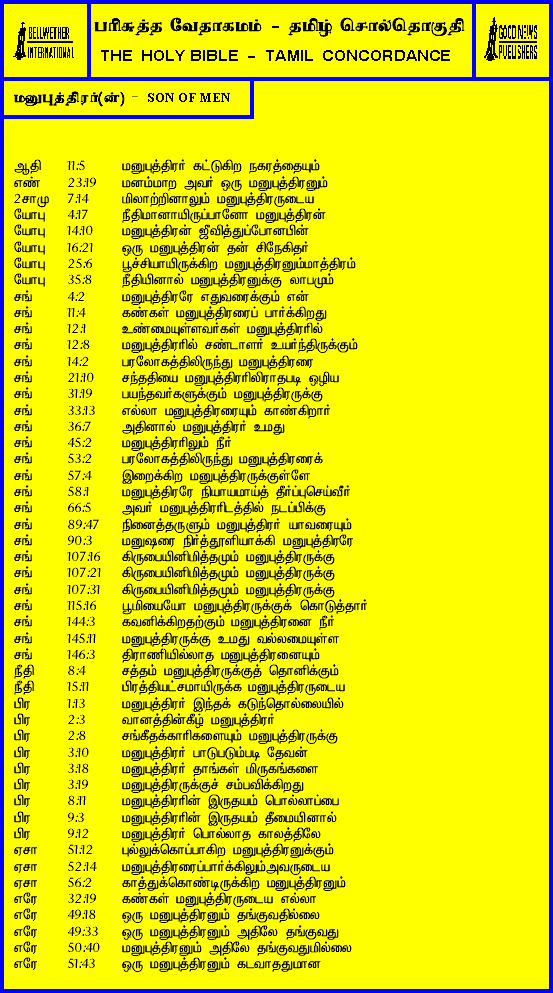 BELLWETHER
INTERNATIONAL
பரிசுத்த வேதாகமம் - தமிழ் சொல்தொகுதி
THE HOLY BIBLE - TAMIL CONCORDANCE
GOOD NEWS
PUBLISHERS
மனுபுத்திரர்(ன்) - SON OF MEN
ஆதி 11:5 மனுபுத்திரர் கட்டுகிற நகரத்தையும்
எண் 23:19 மனம்மாற அவர் ஒரு மனுபுத்திரனும்
2சாமு 7:14 மிலாற்றினாலும் மனுபுத்திரருடைய
யோபு 4:17 நீதிமானாயிருப்பானோ மனுபுத்திரன்
யோபு 14:10 மனுபுத்திரன் ஜீவித்துப்போனபின்
யோபு 16:21 ஒரு மனுபுத்திரன் தன் சிநேகிதர்
யோபு 25:6 பூச்சியாயிருக்கிற மனுபுத்திரனும்மாத்திரம்
யோபு 35:8 நீதியினால் மனுபுத்திரனுக்கு லாபமும்
சங் 4:2 மனுபுத்திரரே எதுவரைக்கும் என்
சங் 11:4 கண்கள் மனுபுத்திரரைப் பார்க்கிறது
சங் 12:1 உண்மையுள்ளவர்கள் மனுபுத்திரரில்
சங் 12:8 மனுபுத்திரரில் சண்டாளர் உயர்ந்திருக்கும்
சங் 14:2 பரலோகத்திலிருந்து மனுபுத்திரரை
சங் 21:10 சந்ததியை மனுபுத்திரரிலிராதபடி ஒழிய
சங் 31:19 பயந்தவர்களுக்கும் மனுபுத்திரருக்கு
சங் 33:13 எல்லா மனுபுத்திரரையும் காண்கிறார்
சங் 36:7 அதினால் மனுபுத்திரர் உமது
சங் 45:2 மனுபுத்திரரிலும் நீர்
சங் 53:2 பரலோகத்திலிருந்து மனுபுத்திரரைக்
சங் 57:4 இறைக்கிற மனுபுத்திரருக்குள்ளே
சங் 58:1 மனுபுத்திரரே நியாயமாய்த் தீர்ப்புசெய்வீர்
சங் 66:5 அவர் மனுபுத்திரரிடத்தில் நடப்பிக்கு
சங் 89:47 நினைத்தருளும் மனுபுத்திரர் யாவரையும்
சங் 90:3 மனுஷரை நிர்த்தூளியாக்கி மனுபுத்திரரே
சங் 107:16 கிருபையினிமித்தமும் மனுபுத்திரருக்கு
சங் 107:21 கிருபையினிமித்தமும் மனுபுத்திரருக்கு
சங் 107:31 கிருபையினிமித்தமும் மனுபுத்திரருக்கு
சங் 115:16 பூமியையோ மனுபுத்திரருக்குக் கொடுத்தார்
சங் 144:3 கவனிக்கிறதற்கும் மனுபுத்திரனை நீர்
சங் 145:11 மனுபுத்திரருக்கு உமது வல்லமையுள்ள
சங் 146:3 திராணியில்லாத மனுபுத்திரனையும்
நீதி 8:4 சத்தம் மனுபுத்திரருக்குத் தொனிக்கும்
நீதி 15:11 பிரத்தியட்சமாயிருக்க மனுபுத்திரருடைய
பிர 1:13 மனுபுத்திரர் இந்தக் கடுந்தொல்லையில்
பிர 2:3 வானத்தின்கீழ் மனுபுத்திரர்
பிர 2:8 சங்கீதக்காரிகளையும் மனுபுத்திரருக்கு
பிர 3:10 மனுபுத்திரர் பாடுபடும்படி தேவன்
பிர 3:18 மனுபுத்திரர் தாங்கள் மிருகங்களை
பிர 3:19 மனுபுத்திரருக்குச் சம்பவிக்கிறது
பிர 8:11 மனுபுத்திரரின் இருதயம் பொல்லாப்பை
பிர 9:3 மனுபுத்திரரின் இருதயம் தீமையினால்
பிர 9:12 மனுபுத்திரர் பொல்லாத காலத்திலே
ஏசா 51:12 புல்லுக்கொப்பாகிற மனுபுத்திரனுக்கும்
ஏசா 52:14 மனுபுத்திரரைப்பார்க்கிலும்அவருடைய
ஏசா 56:2 காத்துக்கொண்டிருக்கிற மனுபுத்திரனும்
எரே 32:19 கண்கள் மனுபுத்திரருடைய எல்லா
எரே 49:18 ஒரு மனுபுத்திரனும் தங்குவதில்லை
எரே 49:33 ஒரு மனுபுத்திரனும் அதிலே தங்குவது
எரே 50:40 மனுபுத்திரனும் அதிலே தங்குவதுமில்லை
எரே 51:43 ஒரு மனுபுத்திரனும் கடவாததுமான